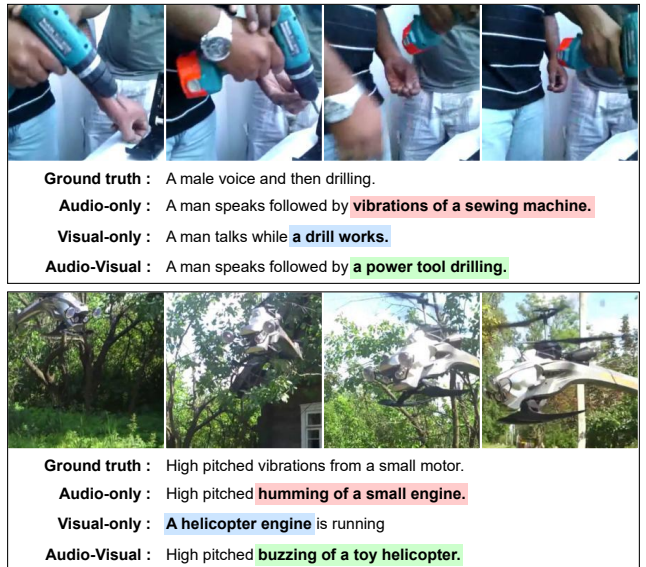 Ground truth : A male voice and then drilling.
Audio-only : A man speaks followed by vibrations of a sewing machine.
Visual-only : A man talks while a drill works.
Audio-Visual : A man speaks followed by a power tool drilling.
Ground truth : High pitched vibrations from a small motor.
Audio-only : High pitched humming of a small engine.
Visual-only : A helicopter engine is running
Audio-Visual : High pitched buzzing of a toy helicopter.